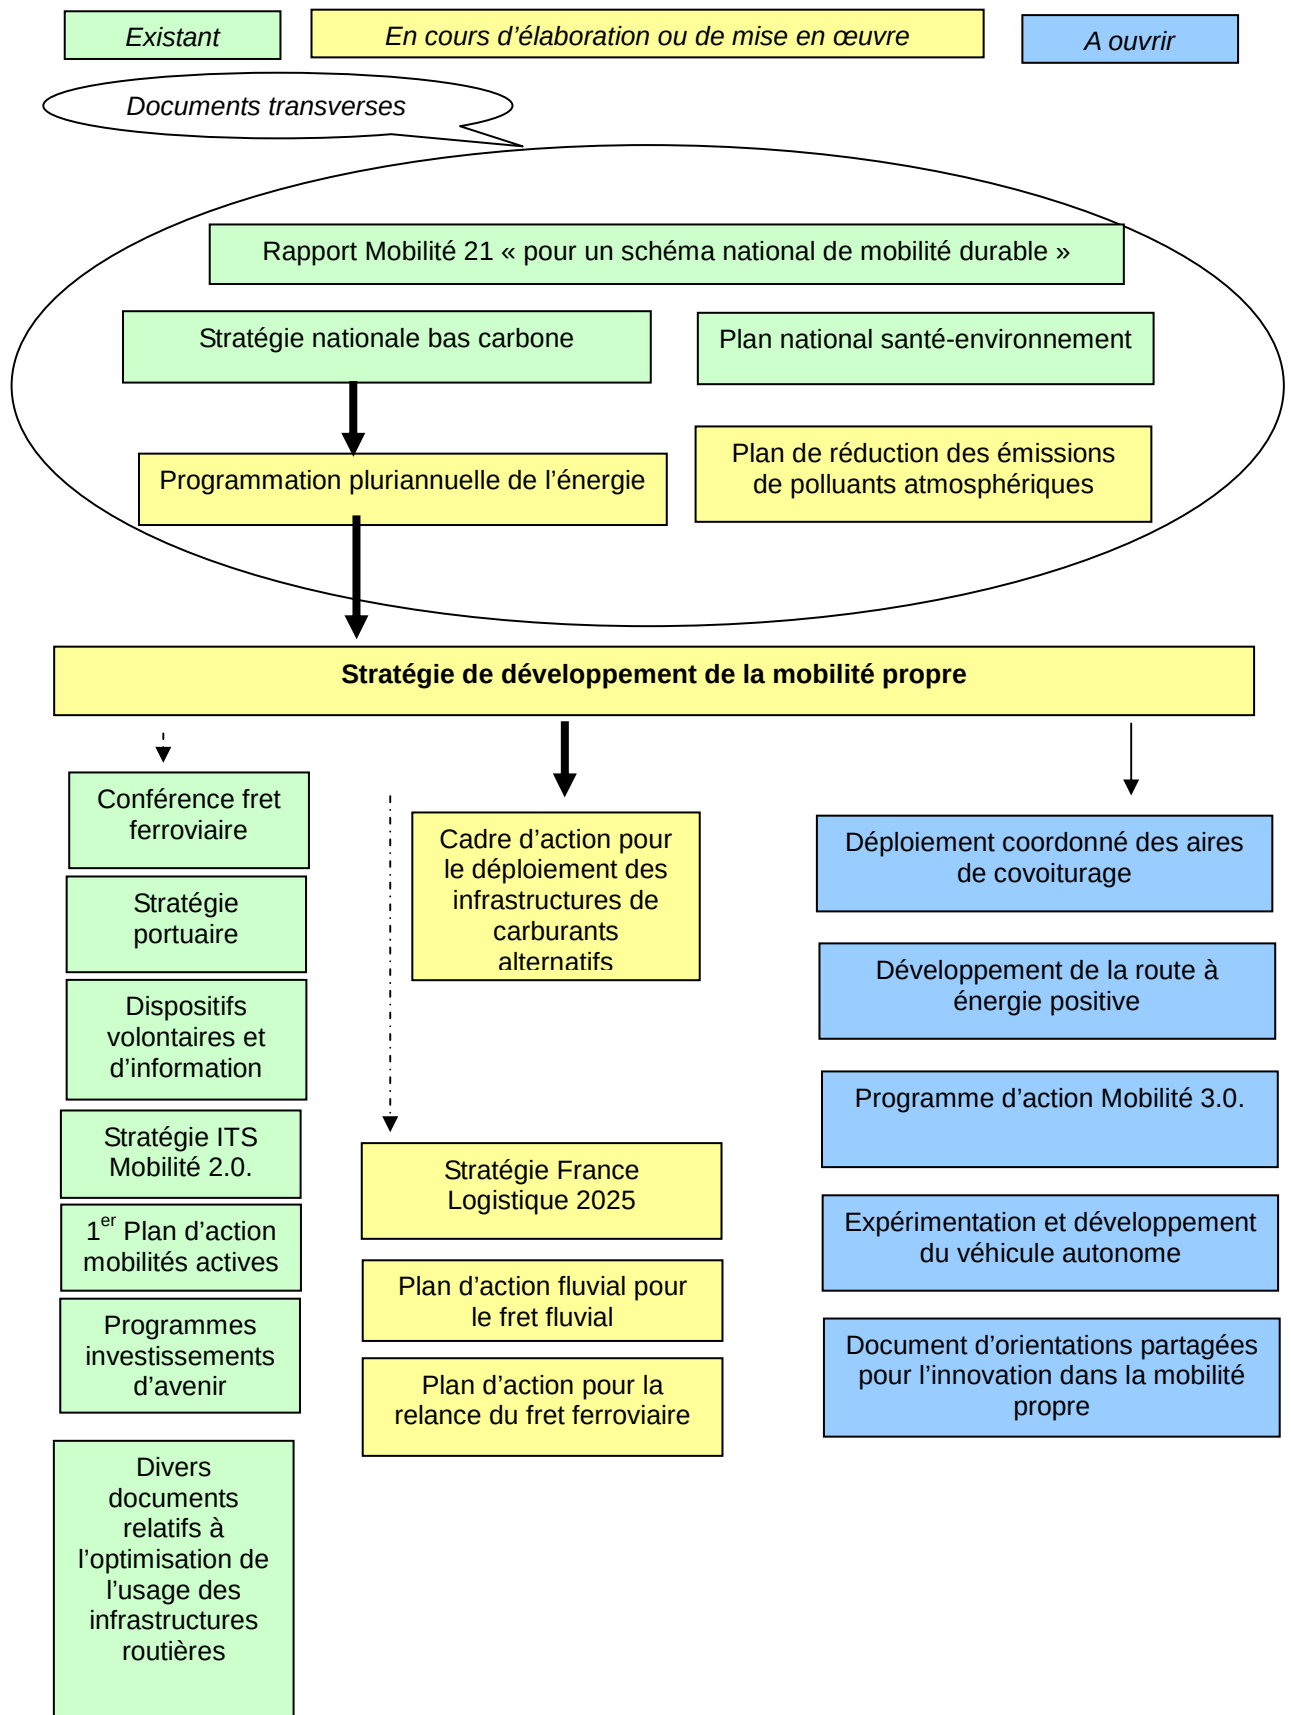 Existant
En cours d’élaboration ou de mise en œuvre
A ouvrir
Documents transverses
Rapport Mobilité 21 « pour un schéma national de mobilité durable »
Stratégie nationale bas carbone
Plan national santé-environnement
Programmation pluriannuelle de l’énergie
Plan de réduction des émissions
de polluants atmosphériques
Stratégie de développement de la mobilité propre
Conférence fret
ferroviaire
Stratégie
portuaire
Dispositifs
volontaires et
d’information
Stratégie ITS
Mobilité 2.0.
1er Plan d’action
mobilités actives
Programmes
investissements
d’avenir
Divers
documents
relatifs à
l’optimisation de
l’usage des
infrastructures
routières
Cadre d’action pour
le déploiement des
infrastructures de
carburants
alternatifs
Stratégie France
Logistique 2025
Plan d’action fluvial pour
le fret fluvial
Plan d’action pour la
relance du fret ferroviaire
Déploiement coordonné des aires
de covoiturage
Développement de la route à
énergie positive
Programme d’action Mobilité 3.0.
Expérimentation et développement
du véhicule autonome
Document d’orientations partagées
pour l’innovation dans la mobilité
propre